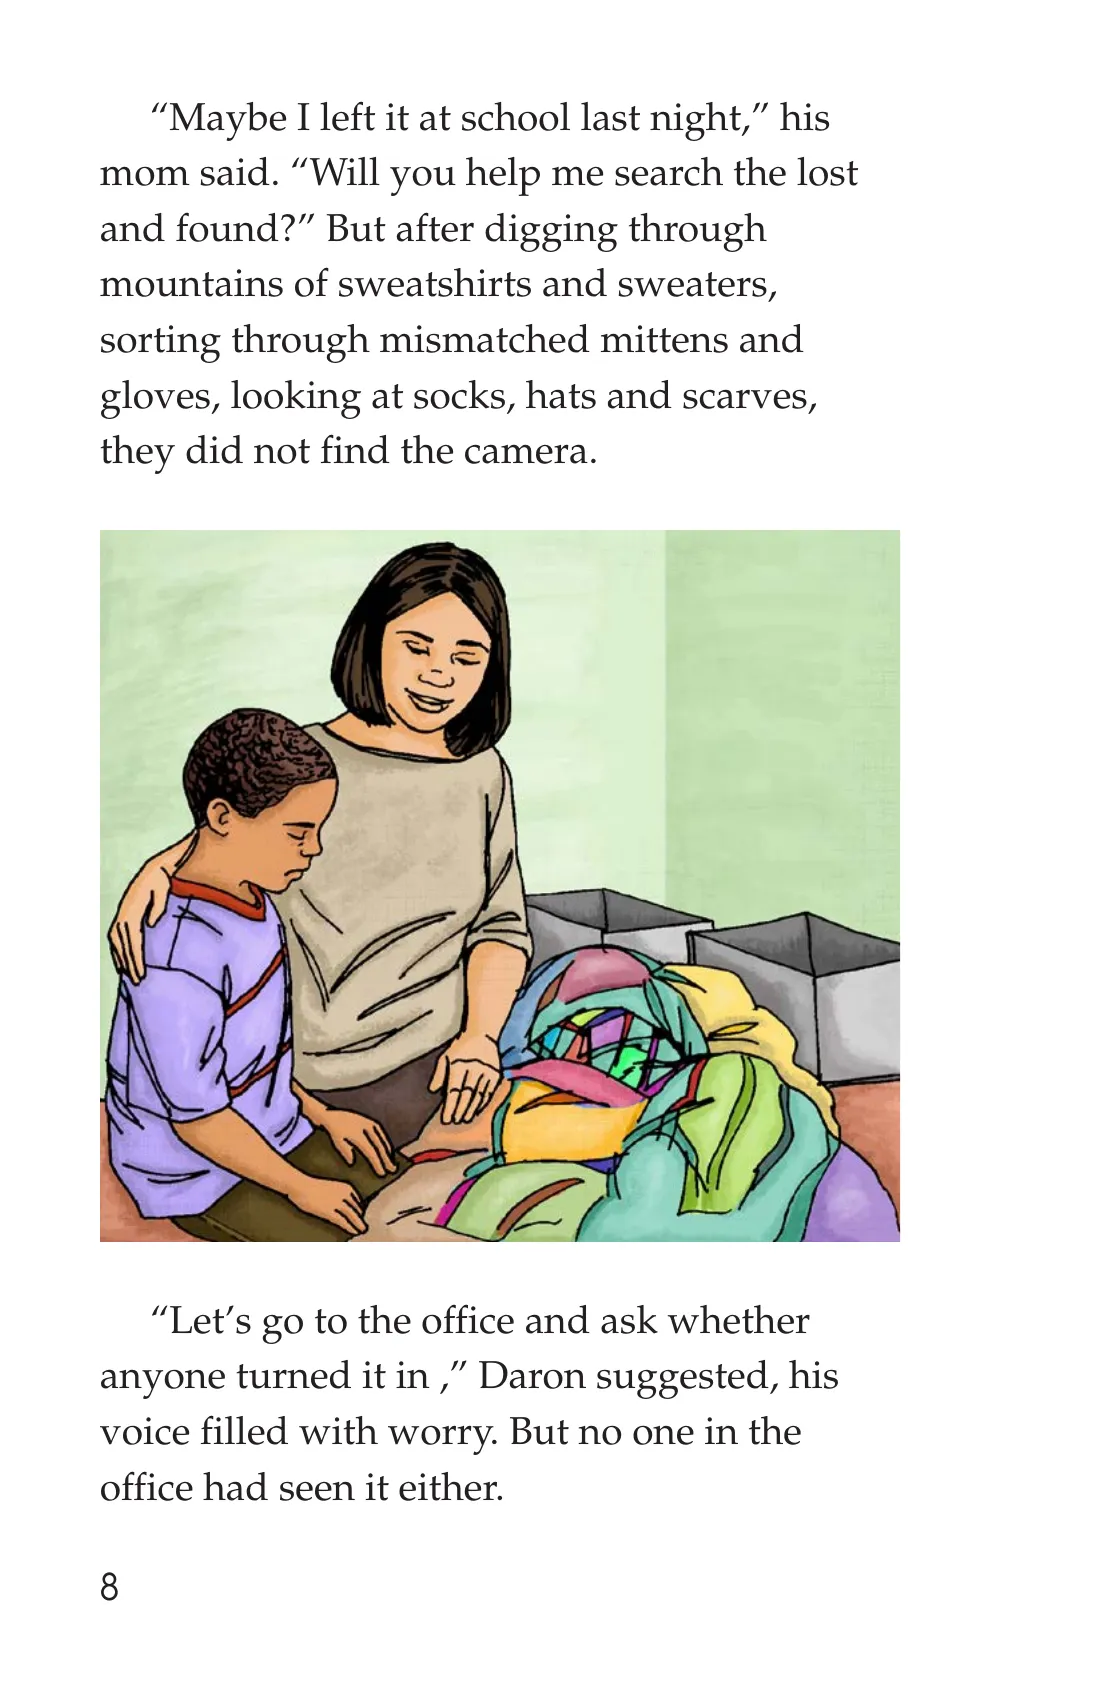 “Maybe I left it at school last night,” his
mom said. “Will you help me search the lost
and found?” But after digging through
mountains of sweatshirts and sweaters,
sorting through mismatched mittens and
gloves, looking at socks, hats and scarves,
they did not find the camera.
“Let’s go to the office and ask whether
anyone turned it in ,” Daron suggested, his
voice filled with worry. But no one in the
office had seen it either.
8